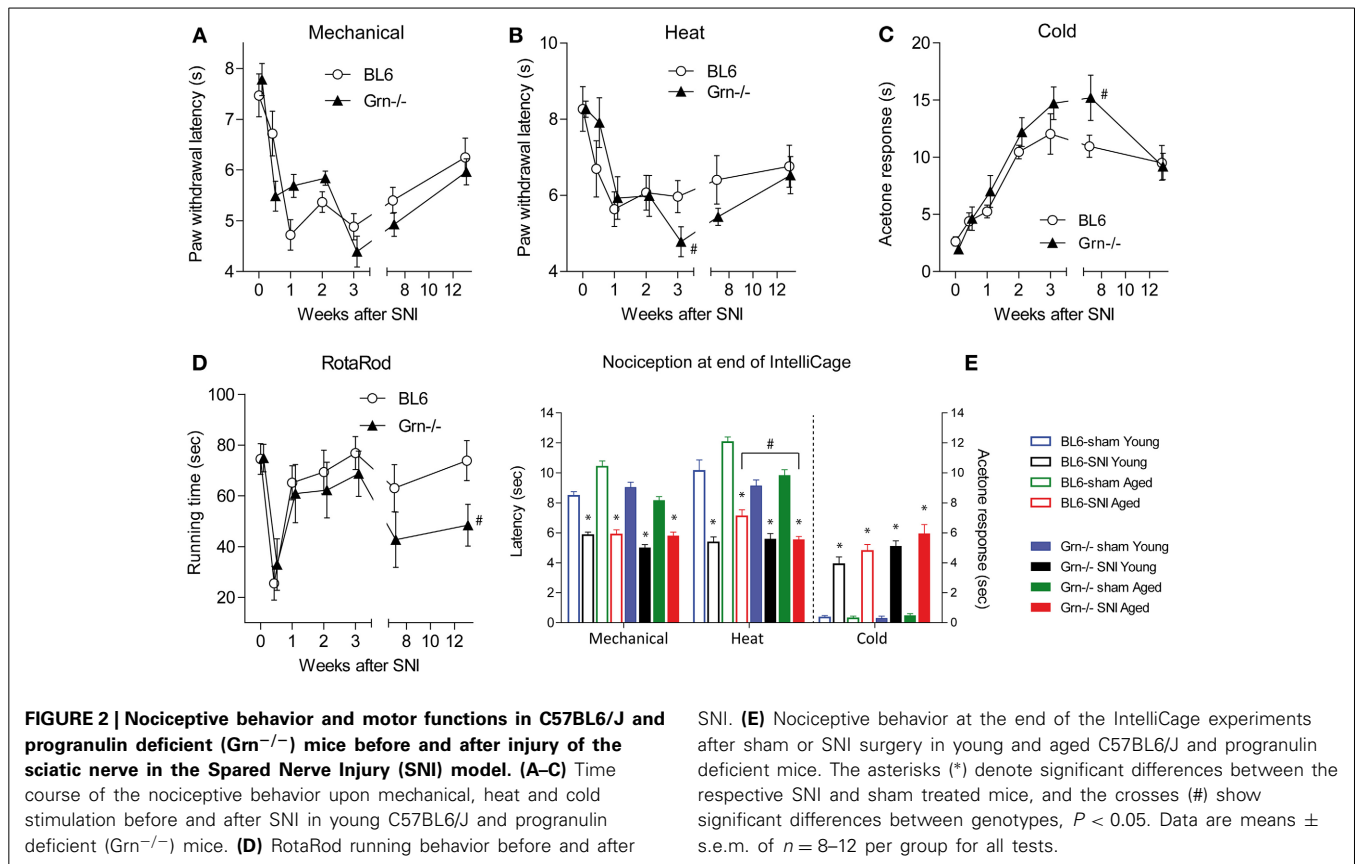 A
Mechanical
Paw withdrawal latency (s)
8
7
6
5
4
BL6
Grn-/-
0 1 2 3 8 10 12
Weeks after SNI
B
Heat
Paw withdrawal latency (s)
10
8
6
4
BL6
Grn-/-
#
0 1 2 3 8 10 12
Weeks after SNI
C
Cold
Acetone response (s)
20
15
10
5
0
#
BL6
Grn-/-
0 1 2 3 8 10 12
Weeks after SNI
D
RotaRod
Running time (sec)
100
80
60
40
20
BL6
Grn-/-
#
0 1 2 3 8 10 12
Weeks after SNI
Nociception at end of IntelliCage
E
Latency (sec)
14
12
10
8
6
4
2
0
* * * *
* * * *
#
* * * *
Mechanical Heat Cold
14
12
10
8
6
4
2
0
Acetone response (sec)
BL6-sham Young
BL6-SNI Young
BL6-sham Aged
BL6-SNI Aged
Grn-/- sham Young
Grn-/- SNI Young
Grn-/- sham Aged
Grn-/- SNI Aged
FIGURE 2 | Nociceptive behavior and motor functions in C57BL6/J and
progranulin deficient (Grn−/−) mice before and after injury of the
sciatic nerve in the Spared Nerve Injury (SNI) model. (A–C) Time
course of the nociceptive behavior upon mechanical, heat and cold
stimulation before and after SNI in young C57BL6/J and progranulin
deficient (Grn−/−) mice. (D) RotaRod running behavior before and after
SNI. (E) Nociceptive behavior at the end of the IntelliCage experiments
after sham or SNI surgery in young and aged C57BL6/J and progranulin
deficient mice. The asterisks (*) denote significant differences between the
respective SNI and sham treated mice, and the crosses (#) show
significant differences between genotypes, P < 0.05. Data are means ±
s.e.m. of n = 8–12 per group for all tests.